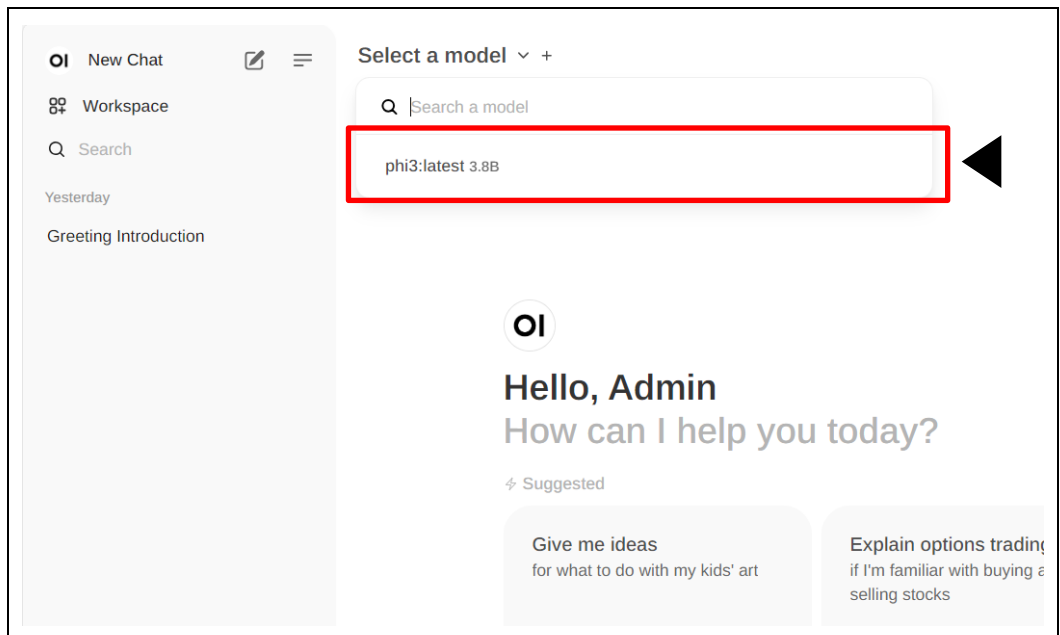 OI New Chat
Workspace
Search
Yesterday
Greeting Introduction
Select a model
Search a model
phi3:latest 3.8B
OI
Hello, Admin
How can I help you today?
Suggested
Give me ideas
for what to do with my kids' art
Explain options trading
if I'm familiar with buying a
selling stocks